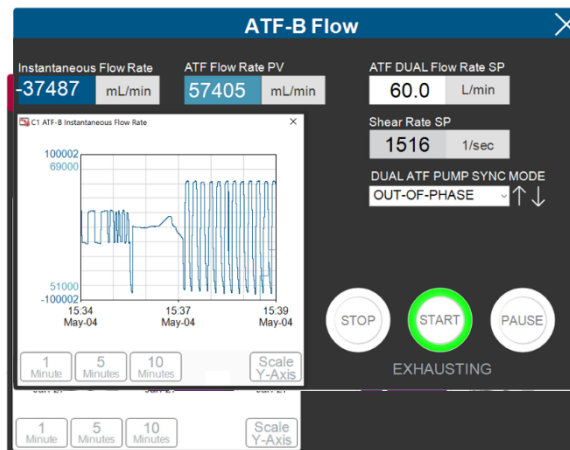 ATF-B Flow
Instantaneous Flow Rate
-37487 mL/min
ATF Flow Rate PV
57405 mL/min
ATF DUAL Flow Rate SP
60.0 L/min
Shear Rate SP
1516 1/sec
DUAL ATF PUMP SYNC MODE
OUT-OF-PHASE
C1 ATF-B Instantaneous Flow Rate
100002
69000
51000
-100002
15:34 15:37 15:39
May-04 May-04 May-04
1 Minute
5 Minutes
10 Minutes
Scale Y-Axis
STOP
START
PAUSE
EXHAUSTING
1 Minute
5 Minutes
10 Minutes
Scale Y-Axis